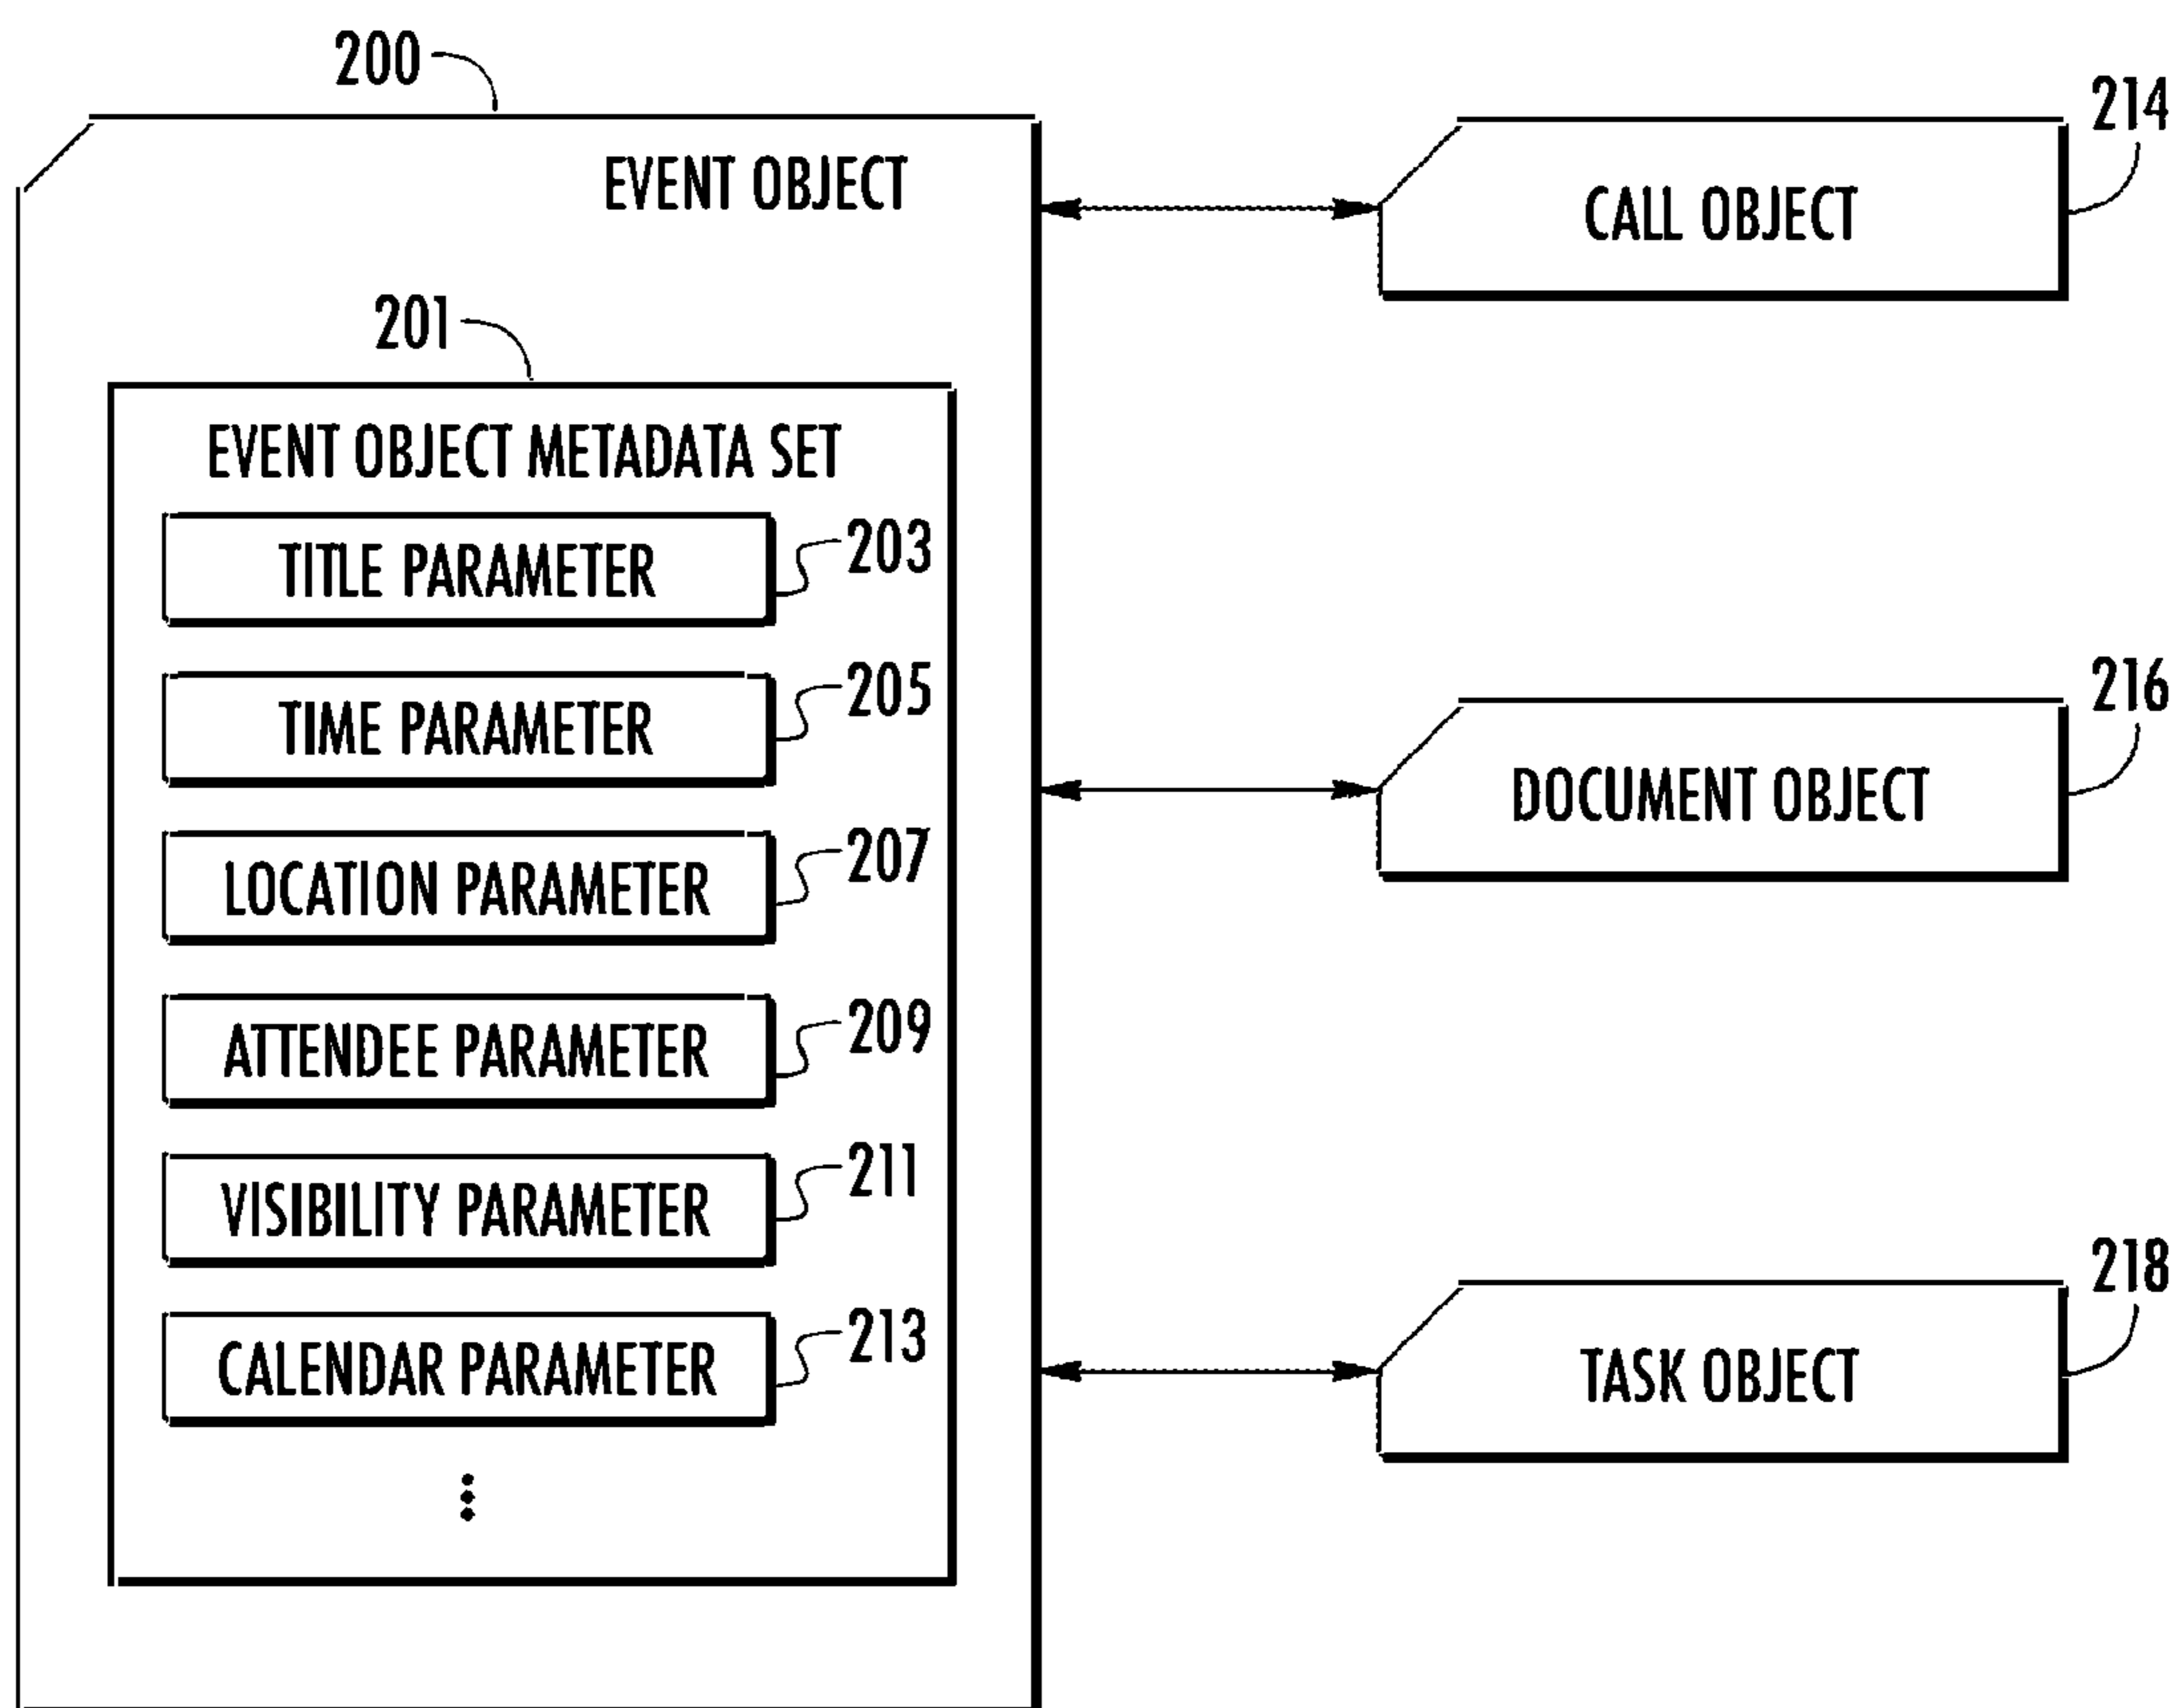 200
EVENT OBJECT
201
EVENT OBJECT METADATA SET
TITLE PARAMETER
203
TIME PARAMETER
205
LOCATION PARAMETER
207
ATTENDEE PARAMETER
209
VISIBILITY PARAMETER
211
CALENDAR PARAMETER
213
214
CALL OBJECT
216
DOCUMENT OBJECT
218
TASK OBJECT